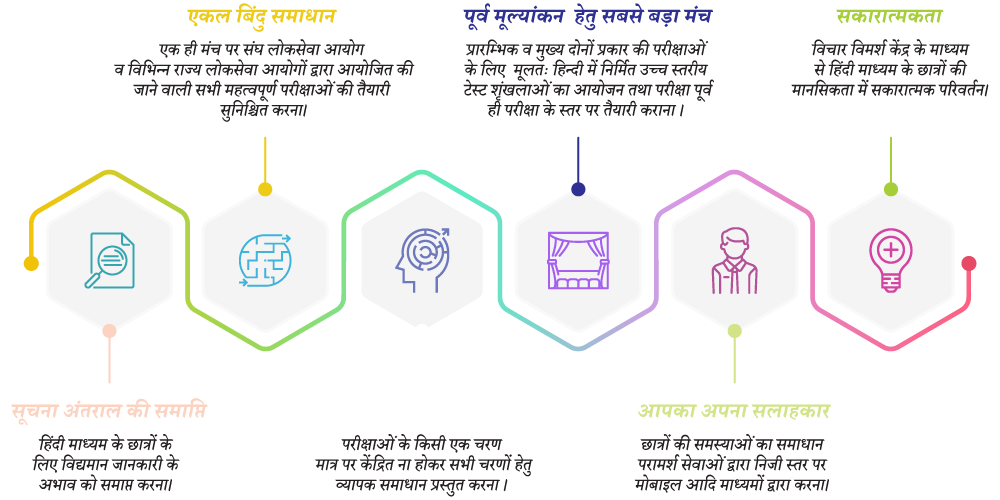 एकल बिंदु समाधान
एक ही मंच पर संघ लोकसेवा आयोग
व विभिन्न राज्य लोकसेवा आयोगों द्वारा आयोजित की
जाने वाली सभी महत्वपूर्ण परीक्षाओं की तैयारी
सुनिश्चित करना।
पूर्व मूल्यांकन हेतु सबसे बड़ा मंच
प्रारम्भिक व मुख्य दोनों प्रकार की परीक्षाओं
के लिए मूलतः हिन्दी में निर्मित उच्च स्तरीय
टेस्ट शृंखलाओं का आयोजन तथा परीक्षा पूर्व
ही परीक्षा के स्तर पर तैयारी कराना ।
सकारात्मकता
विचार विमर्श केंद्र के माध्यम
से हिंदी माध्यम के छात्रों की
मानसिकता में सकारात्मक परिवर्तन।
सूचना अंतराल की समाप्ति
हिंदी माध्यम के छात्रों के
लिए विद्यमान जानकारी के
अभाव को समाप्त करना।
परीक्षाओं के किसी एक चरण
मात्र पर केंद्रित ना होकर सभी चरणों हेतु
व्यापक समाधान प्रस्तुत करना ।
आपका अपना सलाहकार
छात्रों की समस्याओं का समाधान
परामर्श सेवाओं द्वारा निजी स्तर पर
मोबाइल आदि माध्यमों द्वारा करना।